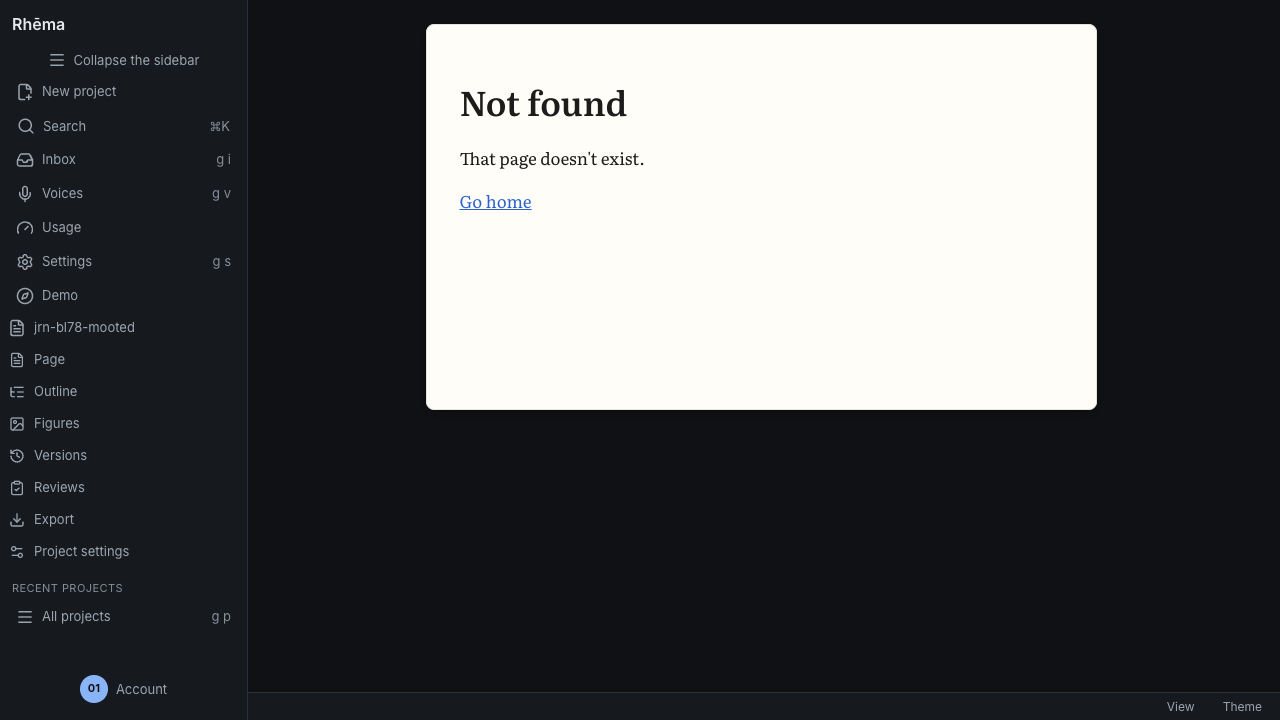 Rhēma
Collapse the sidebar
New project
Search ⌘K
Inbox g i
Voices g v
Usage
Settings g s
Demo
jrn-bl78-mooted
Page
Outline
Figures
Versions
Reviews
Export
Project settings
RECENT PROJECTS
All projects g p
01 Account
Not found
That page doesn't exist.
Go home
View Theme